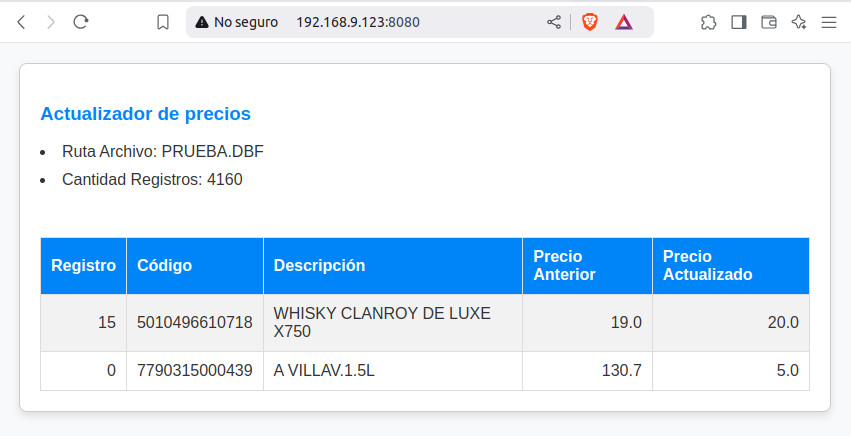 No seguro 192.168.9.123:8080
Actualizador de precios
Ruta Archivo: PRUEBA.DBF
Cantidad Registros: 4160
Registro Código Descripción Precio Anterior Precio Actualizado
15 5010496610718 WHISKY CLANROY DE LUXE X750 19.0 20.0
0 7790315000439 A VILLAV.1.5L 130.7 5.0